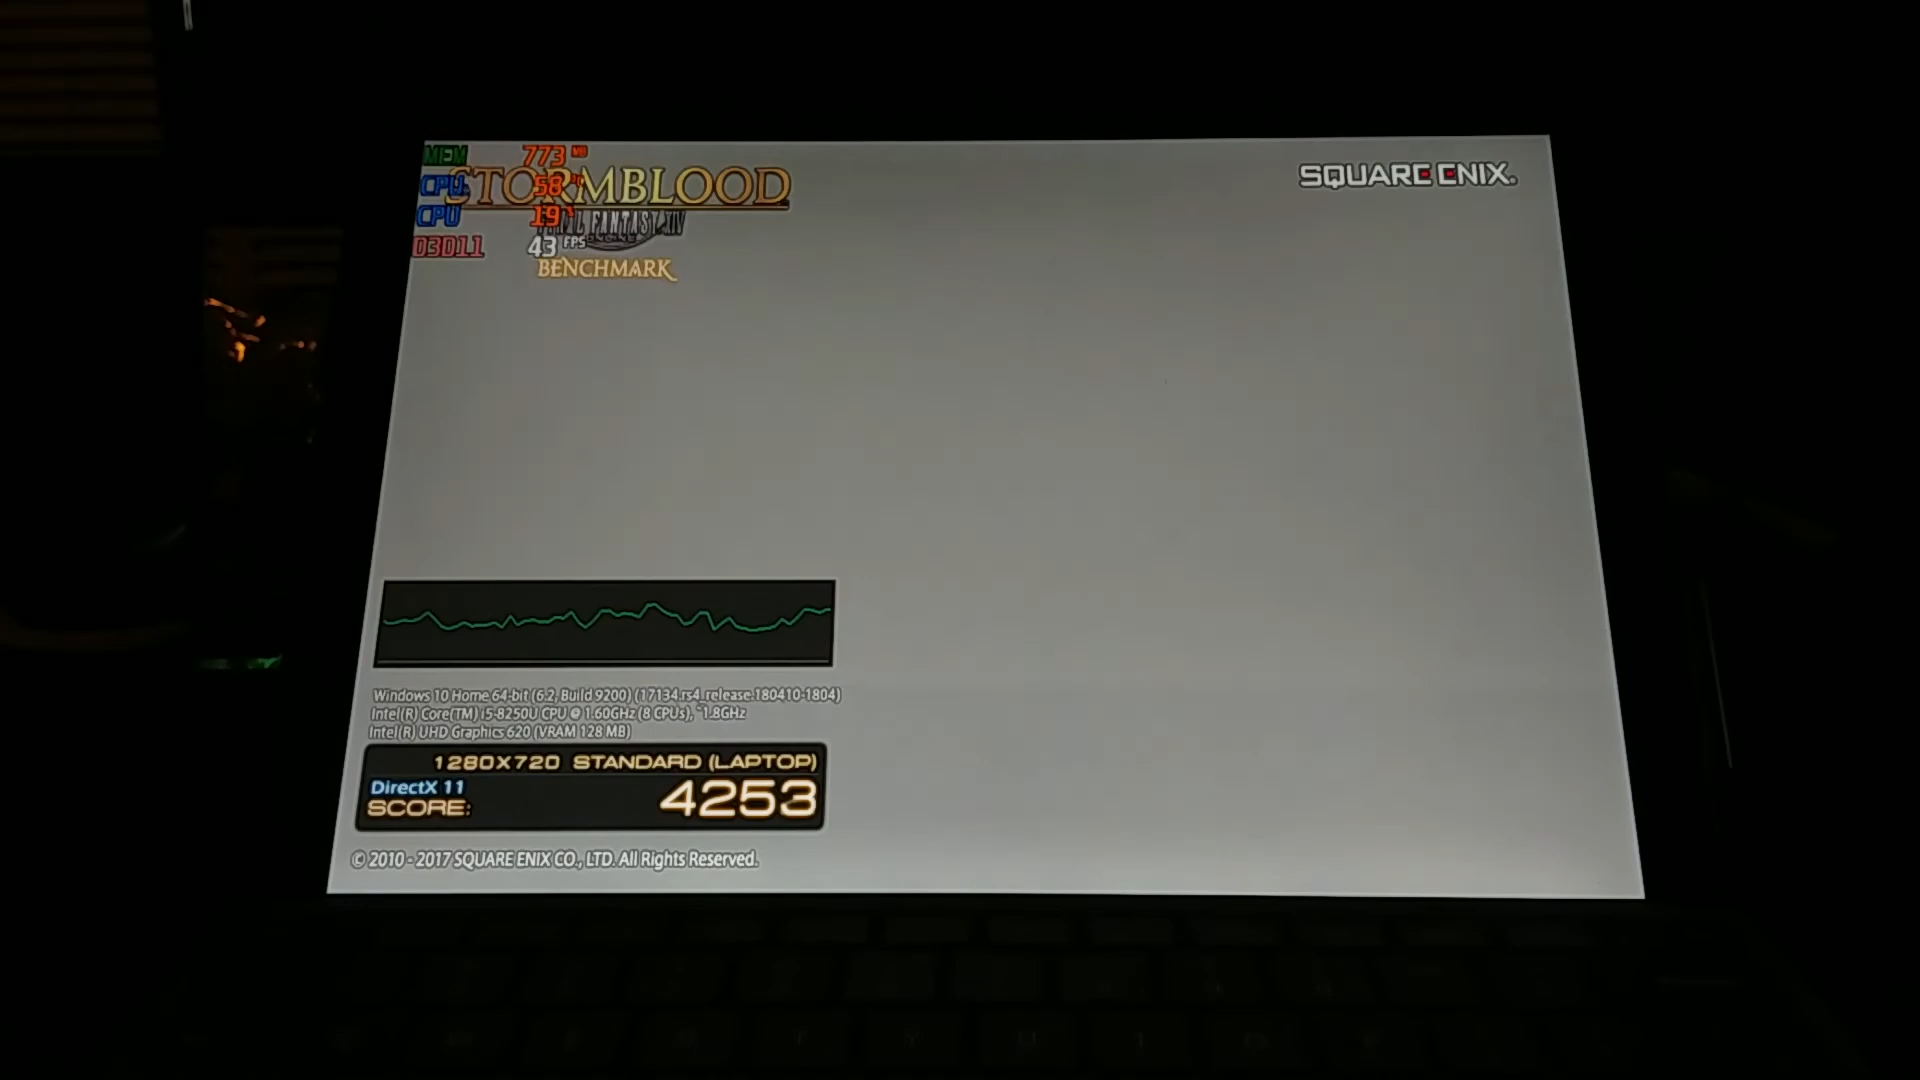 MEM 773 MB
CPU 58 °C
CPU 19 %
D3D11 43 FPS
STORMBLOOD
FINAL FANTASY XIV
BENCHMARK
SQUARE ENIX.
Windows 10 Home 64-bit (6.2, Build 9200) (17134.rs4_release.180410-1804)
Intel(R) Core(TM) i5-8250U CPU @ 1.60GHz (8 CPUs), ~1.8GHz
Intel(R) UHD Graphics 620 (VRAM 128 MB)
1280X720 STANDARD (LAPTOP)
DirectX 11
SCORE: 4253
© 2010 - 2017 SQUARE ENIX CO., LTD. All Rights Reserved.